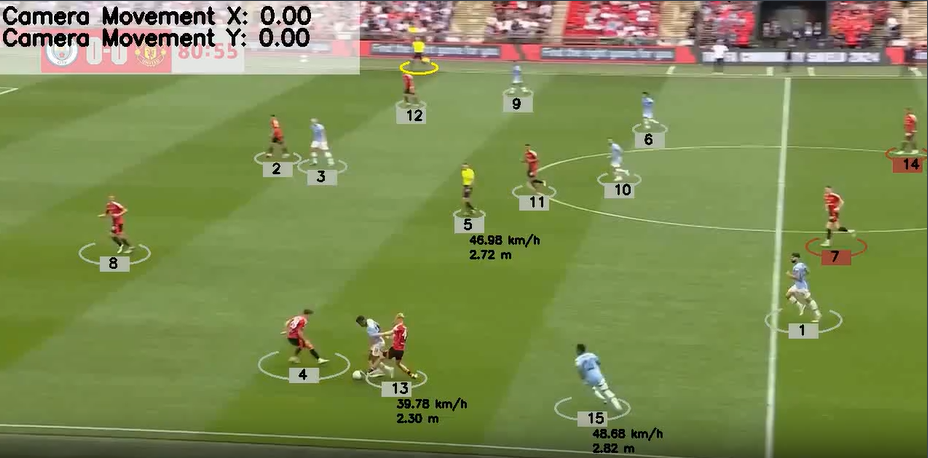 Camera Movement X: 0.00
Camera Movement Y: 0.00
0-0 80:55
9
12
6
2
3
14
10
11
5
46.98 km/h
2.72 m
7
8
1
4
13
39.78 km/h
2.30 m
15
48.68 km/h
2.82 m